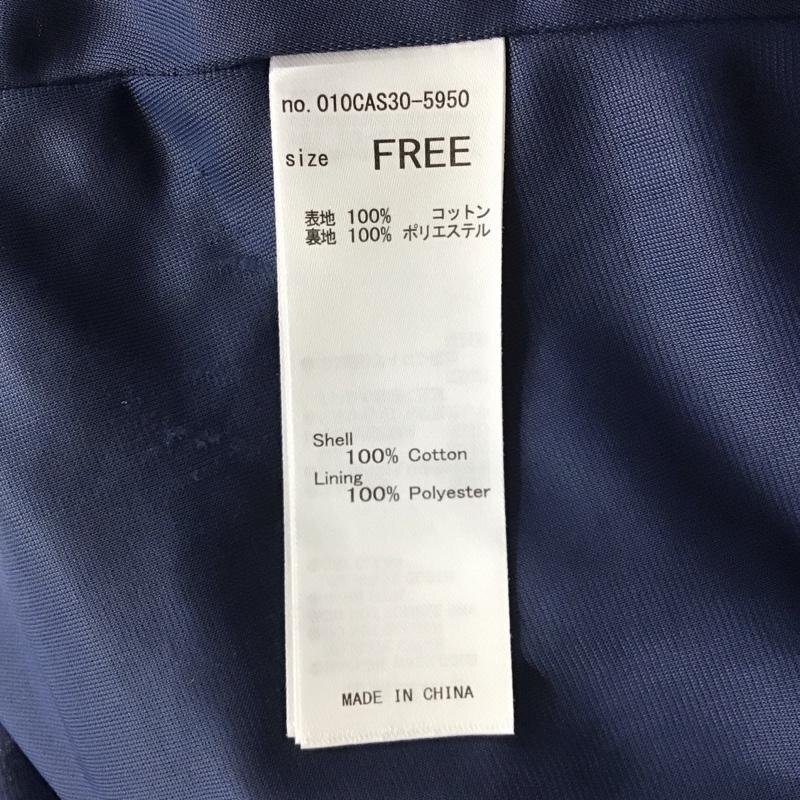 no. 010CAS30-5950
size FREE
表地 100% コットン
裏地 100% ポリエステル
Shell
100% Cotton
Lining
100% Polyester
MADE IN CHINA